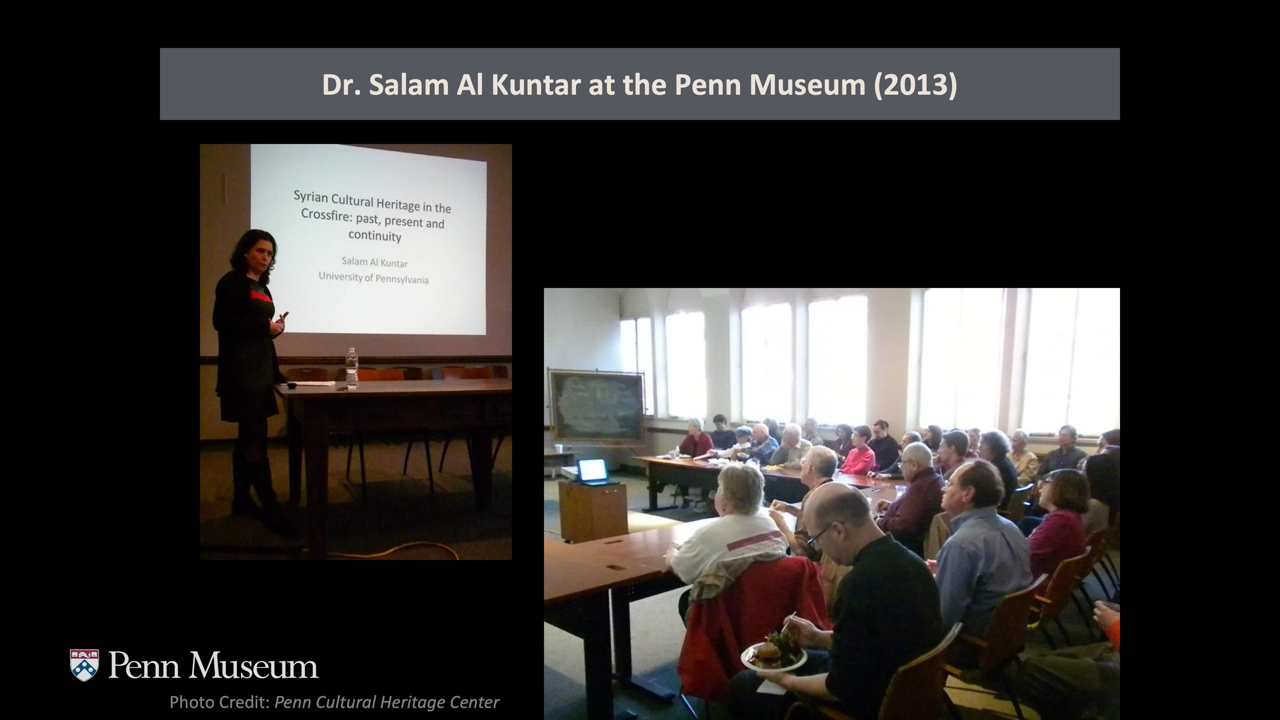 Dr. Salam Al Kuntar at the Penn Museum (2013)
Syrian Cultural Heritage in the
Crossfire: past, present and
continuity
Salam Al Kuntar
University of Pennsylvania
Penn Museum
Photo Credit: Penn Cultural Heritage Center